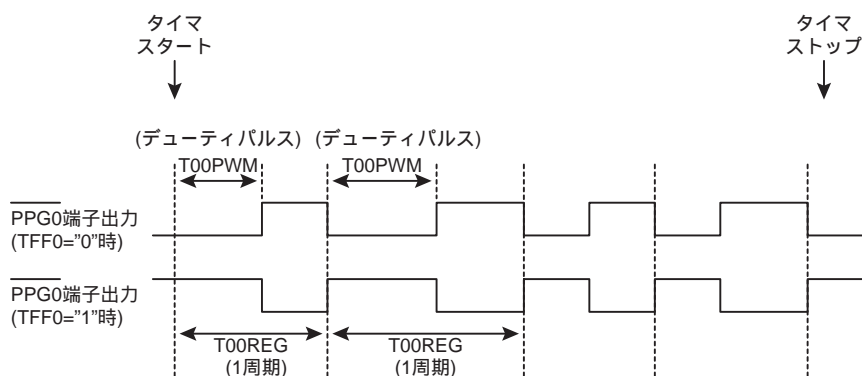 タイマ
スタート
タイマ
ストップ
(デューティパルス) (デューティパルス)
T00PWM T00PWM
PPG0端子出力
(TFF0=”0”時)
PPG0端子出力
(TFF0=”1”時)
T00REG T00REG
(1周期) (1周期)